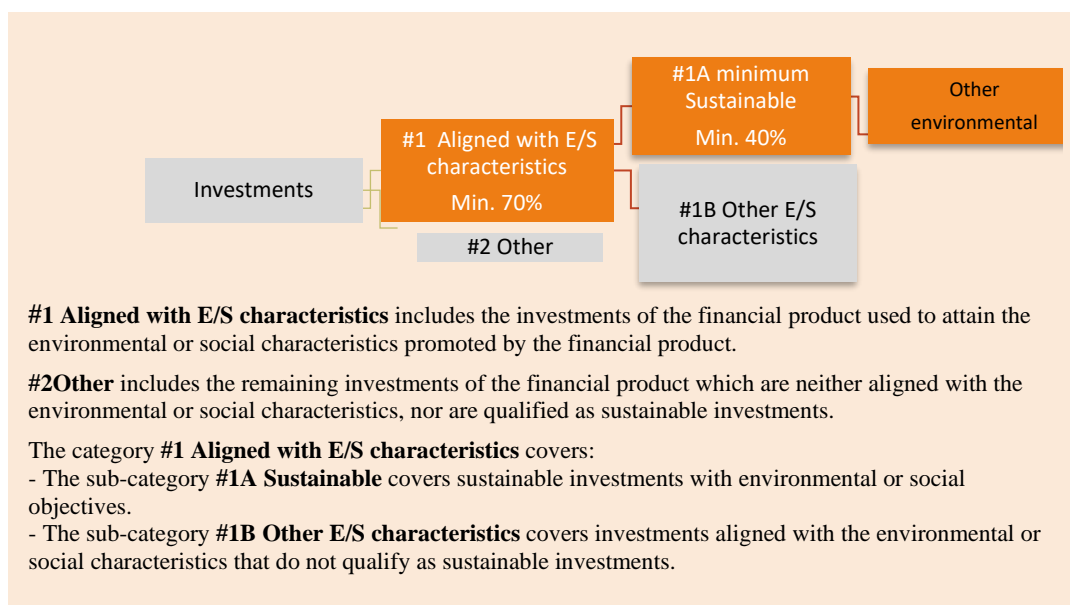 Investments
#1 Aligned with E/S
characteristics
Min. 70%
#2 Other
#1A minimum
Sustainable
Min. 40%
#1B Other E/S
characteristics
Other
environmental
#1 Aligned with E/S characteristics includes the investments of the financial product used to attain the
environmental or social characteristics promoted by the financial product.
#2Other includes the remaining investments of the financial product which are neither aligned with the
environmental or social characteristics, nor are qualified as sustainable investments.
The category #1 Aligned with E/S characteristics covers:
- The sub-category #1A Sustainable covers sustainable investments with environmental or social
objectives.
- The sub-category #1B Other E/S characteristics covers investments aligned with the environmental or
social characteristics that do not qualify as sustainable investments.